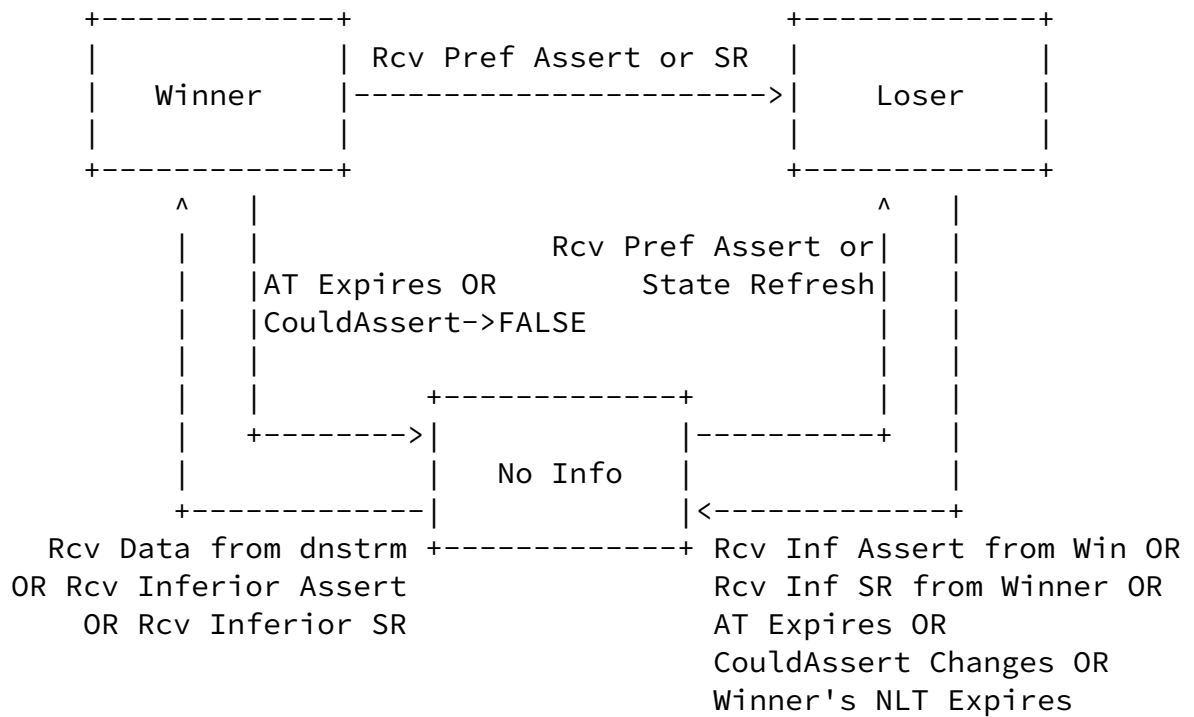 Rcv Pref Assert or SR
Winner
Loser
Rcv Pref Assert or
AT Expires OR
State Refresh
CouldAssert->FALSE
No Info
Rcv Data from dnstrm
Rcv Inf Assert from Win OR
OR Rcv Inferior Assert
Rcv Inf SR from Winner OR
OR Rcv Inferior SR
AT Expires OR
CouldAssert Changes OR
Winner's NLT Expires